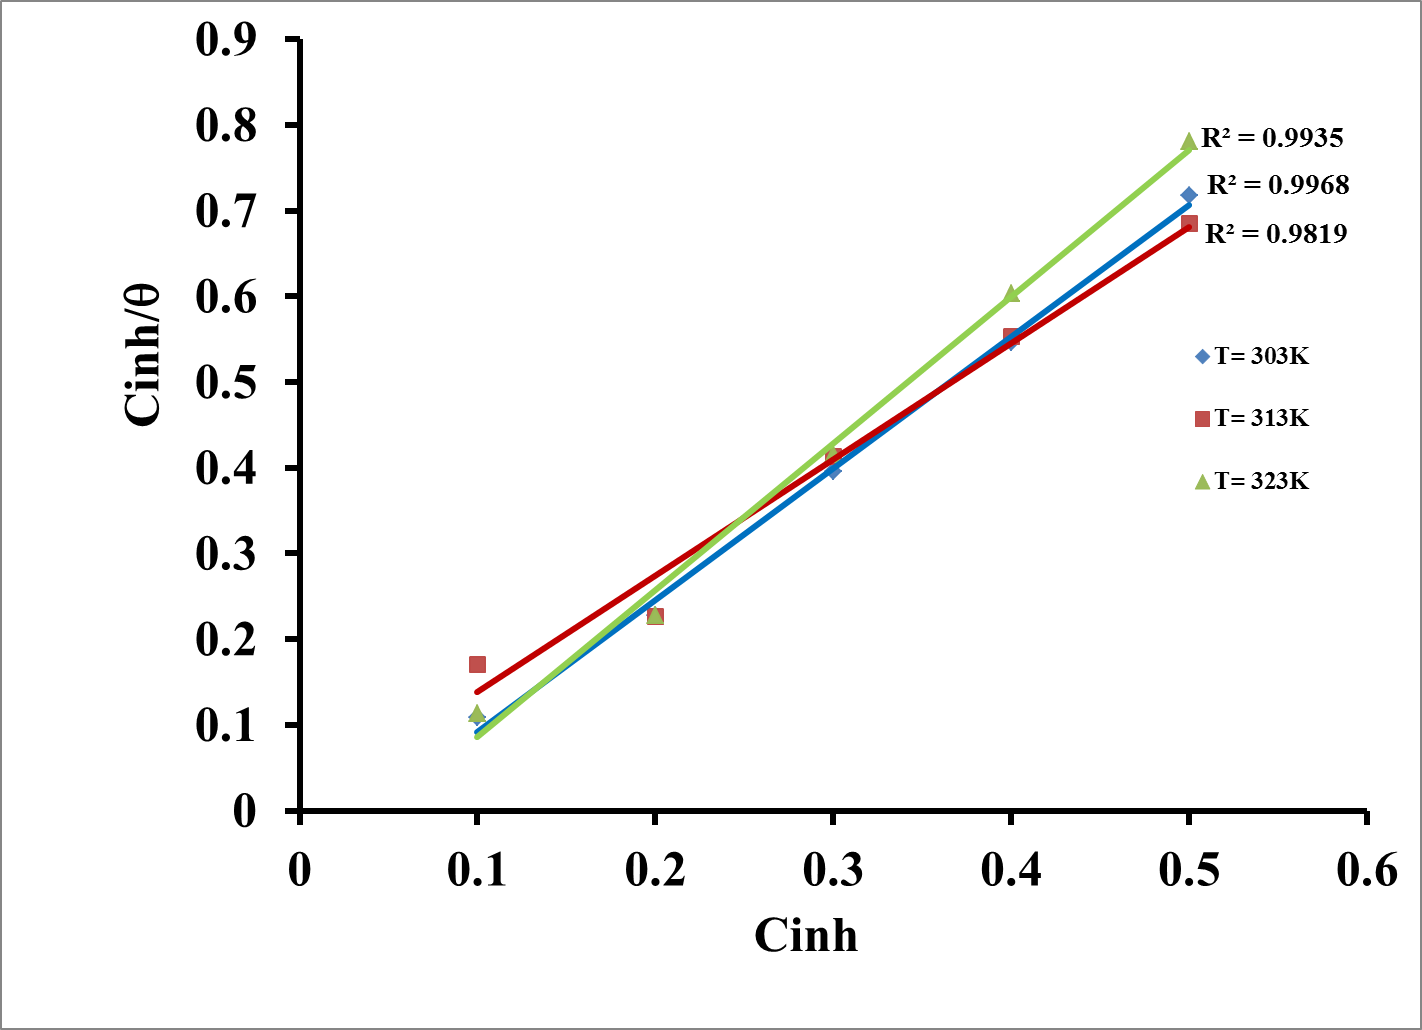 0.9
0.8
0.7
0.6
0.5
0.4
0.3
0.2
0.1
0
Cinh/θ
R² = 0.9935
R² = 0.9968
R² = 0.9819
T= 303K
T= 313K
T= 323K
0 0.1 0.2 0.3 0.4 0.5 0.6
Cinh